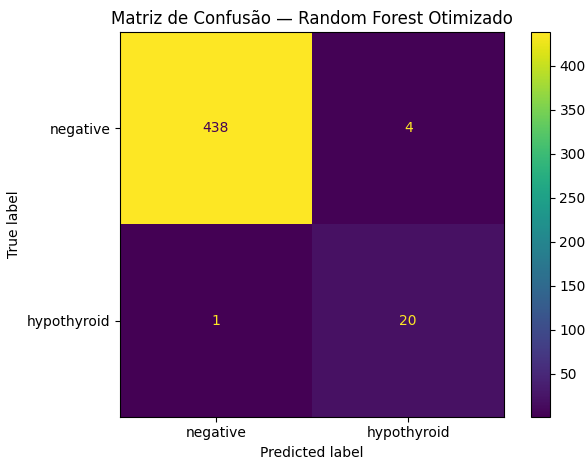 Matriz de Confusão — Random Forest Otimizado
True label
negative
438
4
hypothyroid
1
20
negative
hypothyroid
Predicted label
400
350
300
250
200
150
100
50